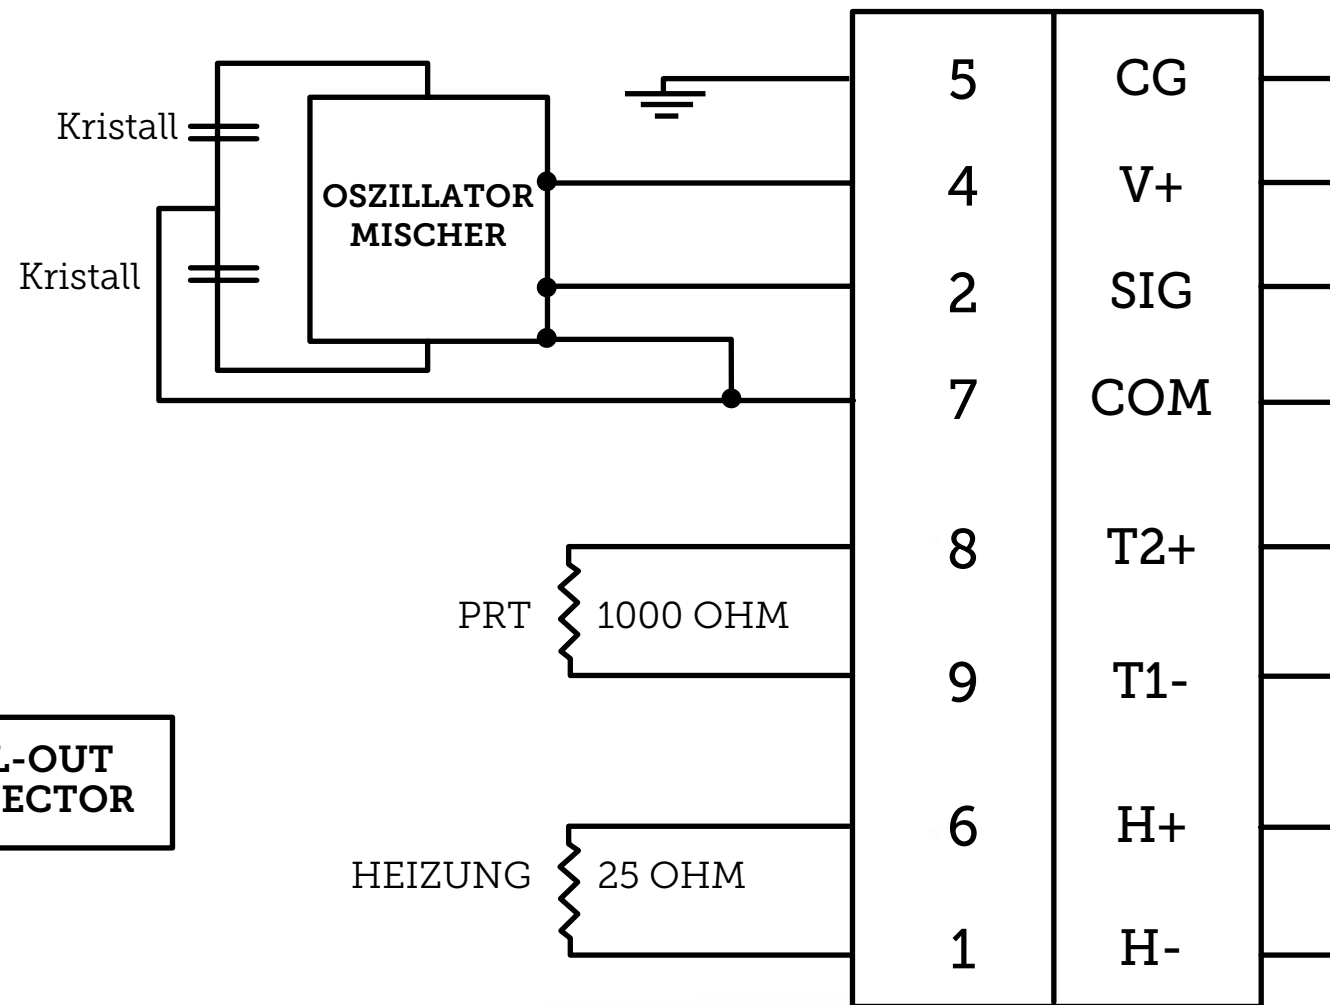 5 CG
Kristall
OSZILLATOR
MISCHER
4 V+
Kristall
2 SIG
7 COM
8 T2+
PRT 1000 OHM
9 T1-
-OUT
ECTOR
6 H+
HEIZUNG 25 OHM
1 H-